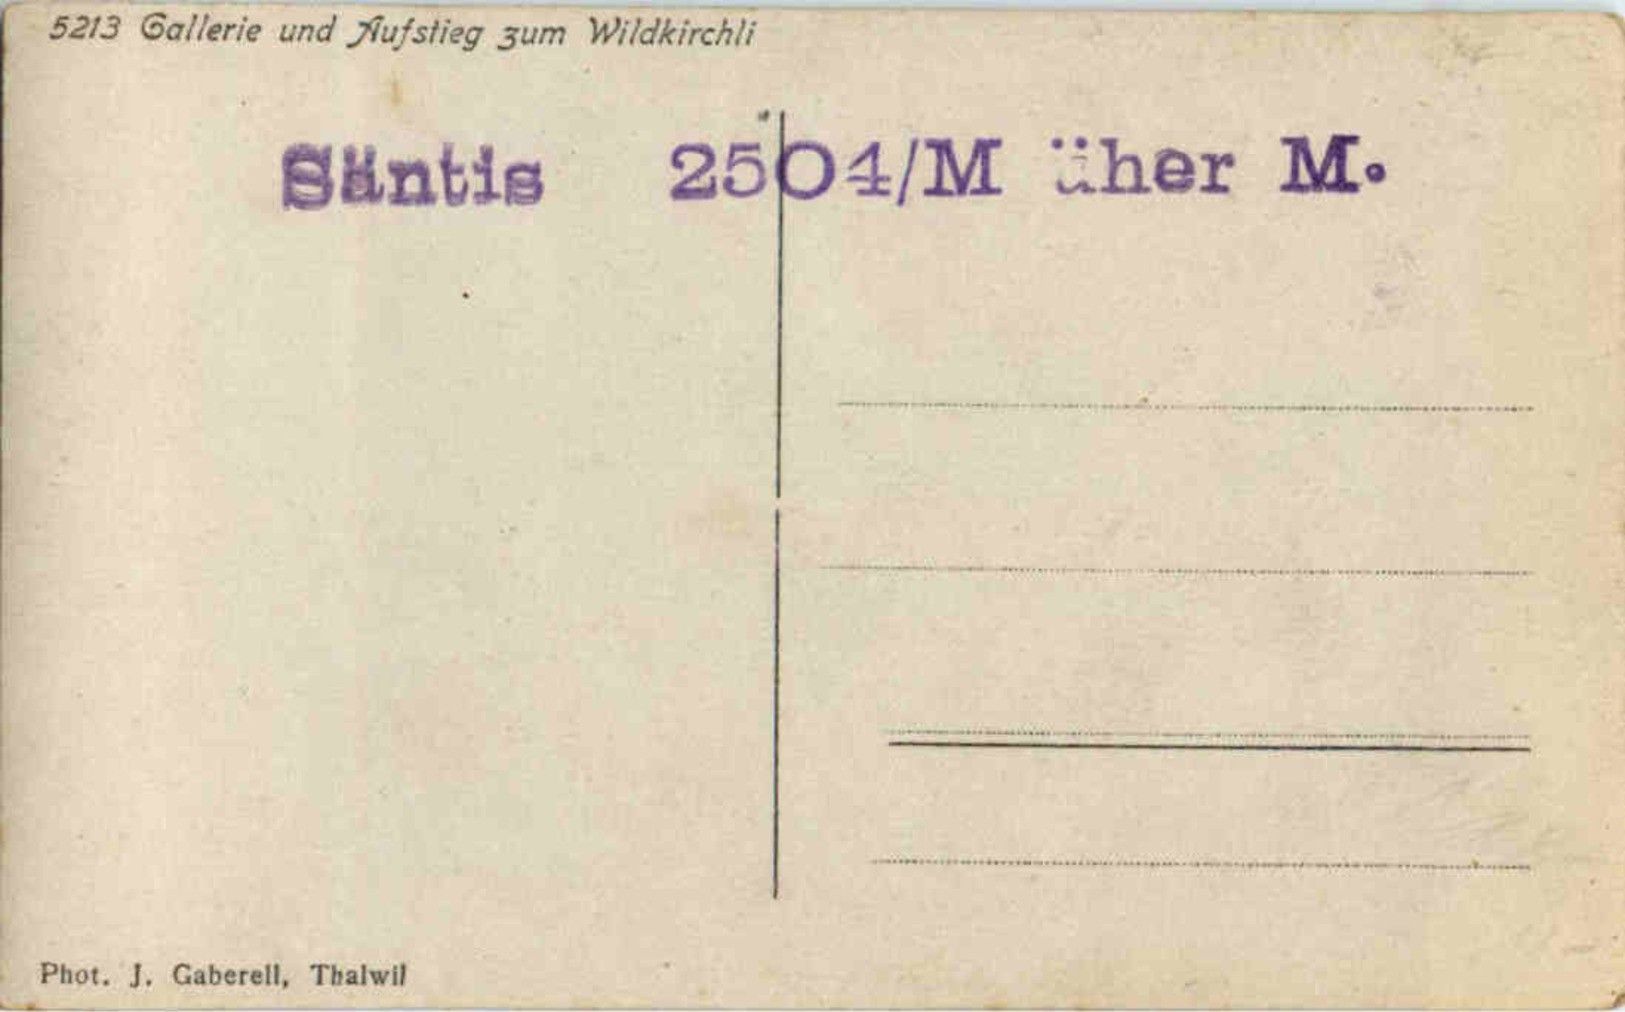 5213 Gallerie und Aufstieg zum Wildkirchli
Säntis 2504/M üher M.
Phot. J. Gaberell, Thalwil